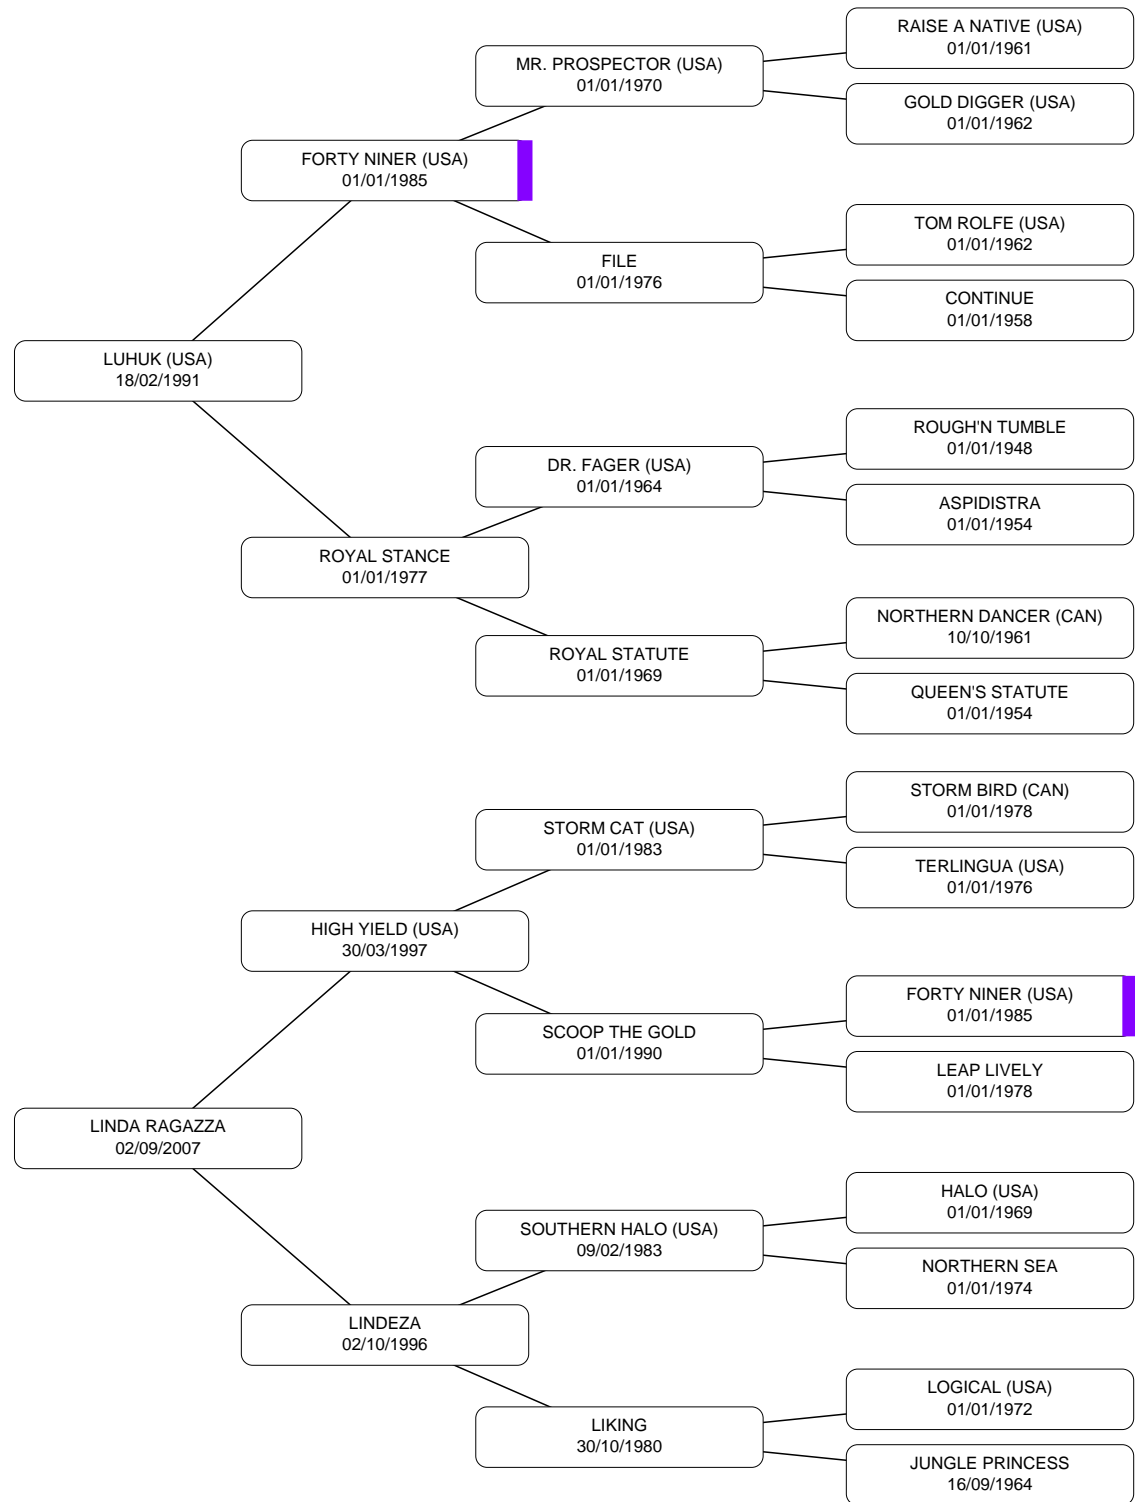 RAISE A NATIVE (USA)
01/01/1961
MR. PROSPECTOR (USA)
01/01/1970
GOLD DIGGER (USA)
01/01/1962
FORTY NINER (USA)
01/01/1985
TOM ROLFE (USA)
01/01/1962
FILE
01/01/1976
CONTINUE
01/01/1958
LUHUK (USA)
18/02/1991
ROUGH'N TUMBLE
01/01/1948
DR. FAGER (USA)
01/01/1964
ASPIDISTRA
01/01/1954
ROYAL STANCE
01/01/1977
NORTHERN DANCER (CAN)
10/10/1961
ROYAL STATUTE
01/01/1969
QUEEN'S STATUTE
01/01/1954
STORM BIRD (CAN)
01/01/1978
STORM CAT (USA)
01/01/1983
TERLINGUA (USA)
01/01/1976
HIGH YIELD (USA)
30/03/1997
FORTY NINER (USA)
01/01/1985
SCOOP THE GOLD
01/01/1990
LEAP LIVELY
01/01/1978
LINDA RAGAZZA
02/09/2007
HALO (USA)
01/01/1969
SOUTHERN HALO (USA)
09/02/1983
NORTHERN SEA
01/01/1974
LINDEZA
02/10/1996
LOGICAL (USA)
01/01/1972
LIKING
30/10/1980
JUNGLE PRINCESS
16/09/1964